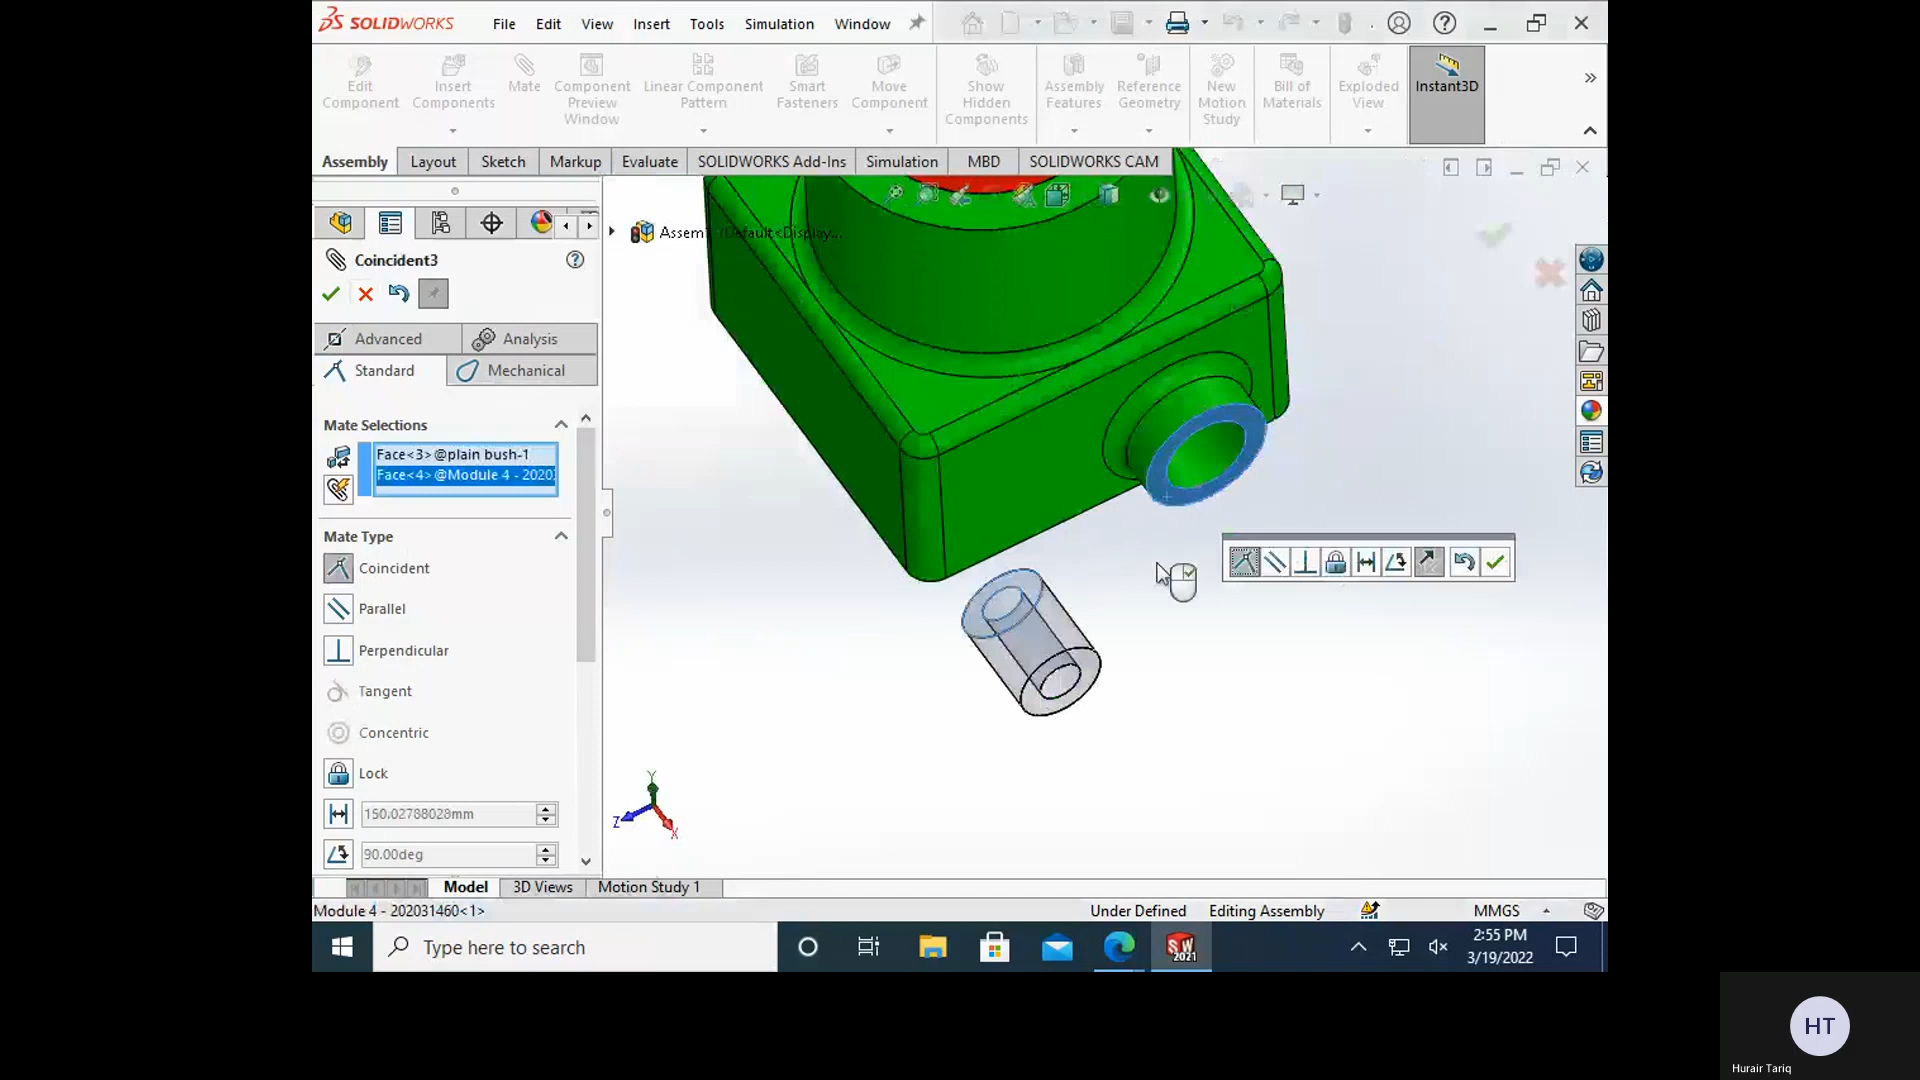 SOLIDWORKS File Edit View Insert Tools Simulation Window
Edit Component
Insert Components
Mate
Component Preview Window
Linear Component Pattern
Smart Fasteners
Move Component
Show Hidden Components
Assembly Features
Reference Geometry
New Motion Study
Bill of Materials
Exploded View
Instant3D
Assembly Layout Sketch Markup Evaluate SOLIDWORKS Add-Ins Simulation MBD SOLIDWORKS CAM
Assem (Default<Display...
Coincident3
Advanced Analysis
Standard Mechanical
Mate Selections
Face<3>@plain bush-1
Face<4>@Module 4 - 2020
Mate Type
Coincident
Parallel
Perpendicular
Tangent
Concentric
Lock
150.02788028mm
90.00deg
Y
Z
X
Model 3D Views Motion Study 1
Module 4 - 202031460<1> Under Defined Editing Assembly MMGS
Type here to search
SW
2021
2:55 PM
3/19/2022
HT
Hurair Tariq